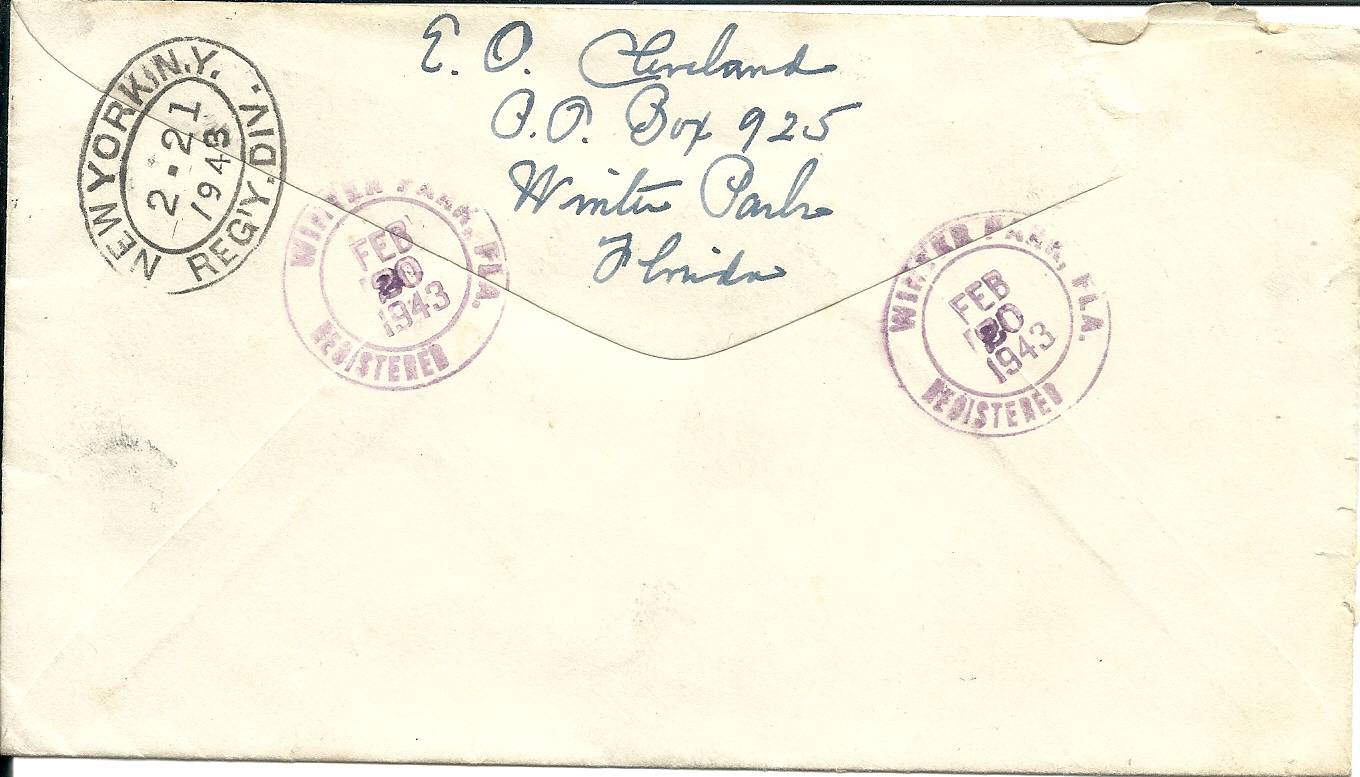 E. O. Cleveland
P.O. Box 925
Winter Park
Florida
NEW YORK, N.Y.
REG'Y. DIV.
2-21
1943
WINTER PARK, FLA.
FEB
20
1943
REGISTERED
WINTER PARK, FLA.
FEB
20
1943
REGISTERED